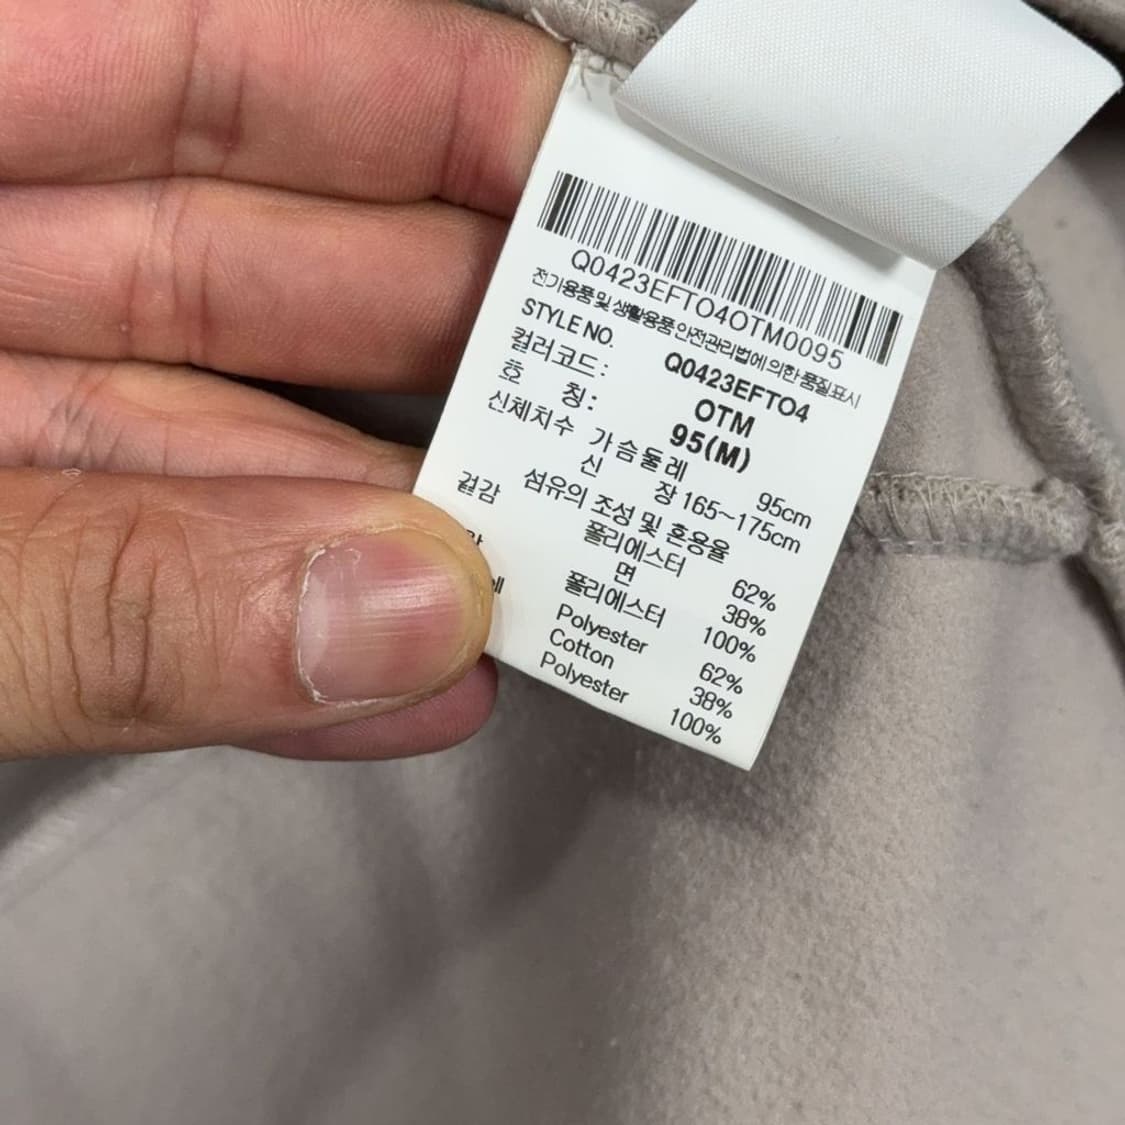 Q0423EFTO4OTM0095
전기용품 및 생활용품 안전관리법에 의한 품질표시
STYLE NO. Q0423EFTO4
컬러코드 : OTM
호 칭 : 95(M)
신체치수 가슴둘레 95cm
신 장 165~175cm
섬유의 조성 및 혼용율
겉감 폴리에스터 62%
면 38%
폴리에스터 100%
Polyester 62%
Cotton 38%
Polyester 100%